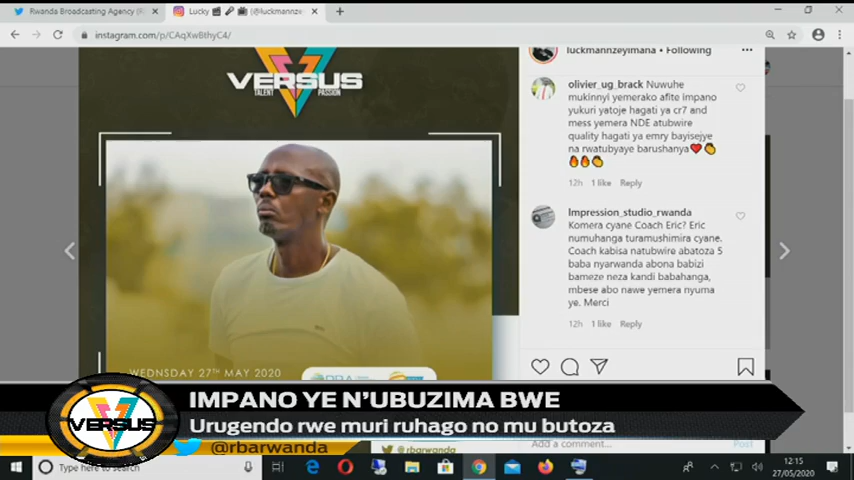 Rwanda Broadcasting Agency (R
Lucky
(@luckmannze
instagram.com/p/CAqXwBthyC4/
VERSUS
TALENT PASSION
luckmannzeyimana • Following
olivier_ug_brack Nuwuhe
mukinnyi yemerako afite impano
yukuri yatoje hagati ya cr7 and
mess yemera NDE atubwire
quality hagati ya emry bayisejye
na rwatubyaye barushanya❤️👏
🔥🔥👏
12h 1 like Reply
Impression_studio_rwanda
Komera cyane Coach Eric? Eric
numuhanga turamushimira cyane.
Coach kabisa natubwire abatoza 5
baba nyarwanda abona babizi
bameze neza kandi babahanga,
mbese abo nawe yemera nyuma
ye. Merci
12h 1 like Reply
WEDNSDAY 27TH MAY 2020
RBA
IMPANO YE N'UBUZIMA BWE
Urugendo rwe muri ruhago no mu butoza
VERSUS
@rbarwanda
@rbarwanda
Add a comment... Post
Type here to search
12:15
27/05/2020